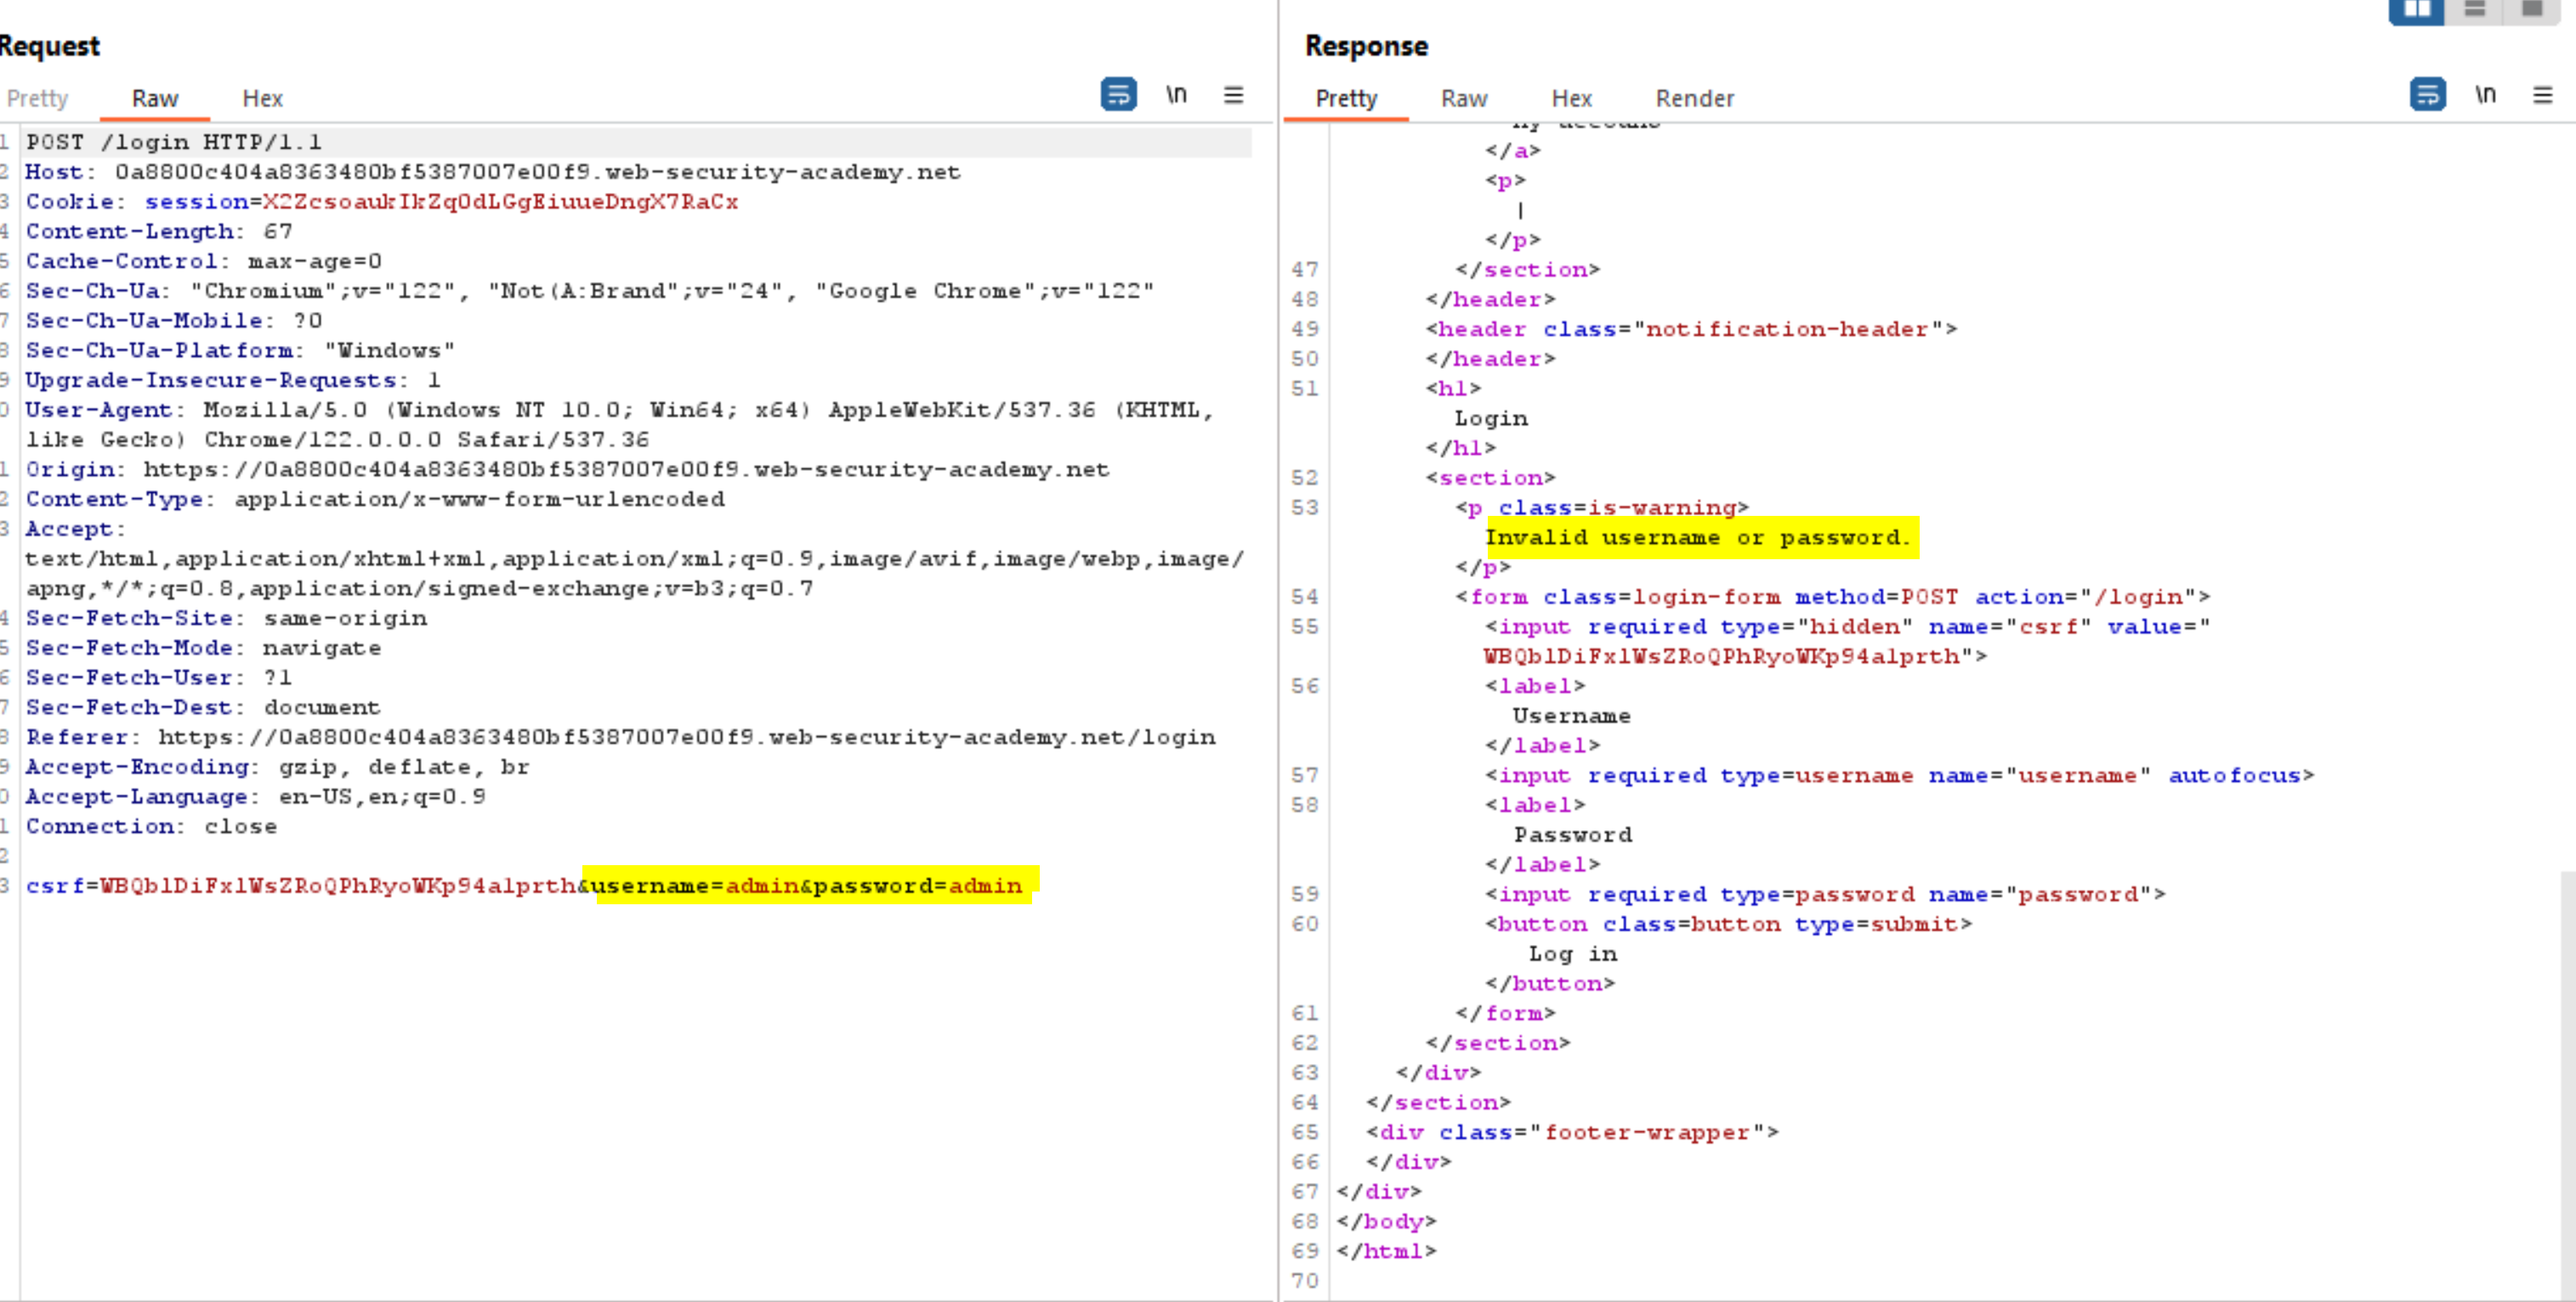 Request
Pretty Raw Hex \n
1 POST /login HTTP/1.1
2 Host: 0a8800c404a8363480bf5387007e00f9.web-security-academy.net
3 Cookie: session=X2ZcsoaukIkZq0dLGgEiuueDngX7RaCx
4 Content-Length: 67
5 Cache-Control: max-age=0
6 Sec-Ch-Ua: "Chromium";v="122", "Not(A:Brand";v="24", "Google Chrome";v="122"
7 Sec-Ch-Ua-Mobile: ?0
8 Sec-Ch-Ua-Platform: "Windows"
9 Upgrade-Insecure-Requests: 1
0 User-Agent: Mozilla/5.0 (Windows NT 10.0; Win64; x64) AppleWebKit/537.36 (KHTML,
like Gecko) Chrome/122.0.0.0 Safari/537.36
1 Origin: https://0a8800c404a8363480bf5387007e00f9.web-security-academy.net
2 Content-Type: application/x-www-form-urlencoded
3 Accept:
text/html,application/xhtml+xml,application/xml;q=0.9,image/avif,image/webp,image/
apng,*/*;q=0.8,application/signed-exchange;v=b3;q=0.7
4 Sec-Fetch-Site: same-origin
5 Sec-Fetch-Mode: navigate
6 Sec-Fetch-User: ?1
7 Sec-Fetch-Dest: document
8 Referer: https://0a8800c404a8363480bf5387007e00f9.web-security-academy.net/login
9 Accept-Encoding: gzip, deflate, br
0 Accept-Language: en-US,en;q=0.9
1 Connection: close
2
3 csrf=WBQblDiFxlWsZRoQPhRyoWKp94alprth&username=admin&password=admin
Response
Pretty Raw Hex Render \n
My account
</a>
<p>
|
</p>
47 </section>
48 </header>
49 <header class="notification-header">
50 </header>
51 <h1>
Login
</h1>
52 <section>
53 <p class=is-warning>
Invalid username or password.
</p>
54 <form class=login-form method=POST action="/login">
55 <input required type="hidden" name="csrf" value="
WBQblDiFxlWsZRoQPhRyoWKp94alprth">
56 <label>
Username
</label>
57 <input required type=username name="username" autofocus>
58 <label>
Password
</label>
59 <input required type=password name="password">
60 <button class=button type=submit>
Log in
</button>
61 </form>
62 </section>
63 </div>
64 </section>
65 <div class="footer-wrapper">
66 </div>
67 </div>
68 </body>
69 </html>
70